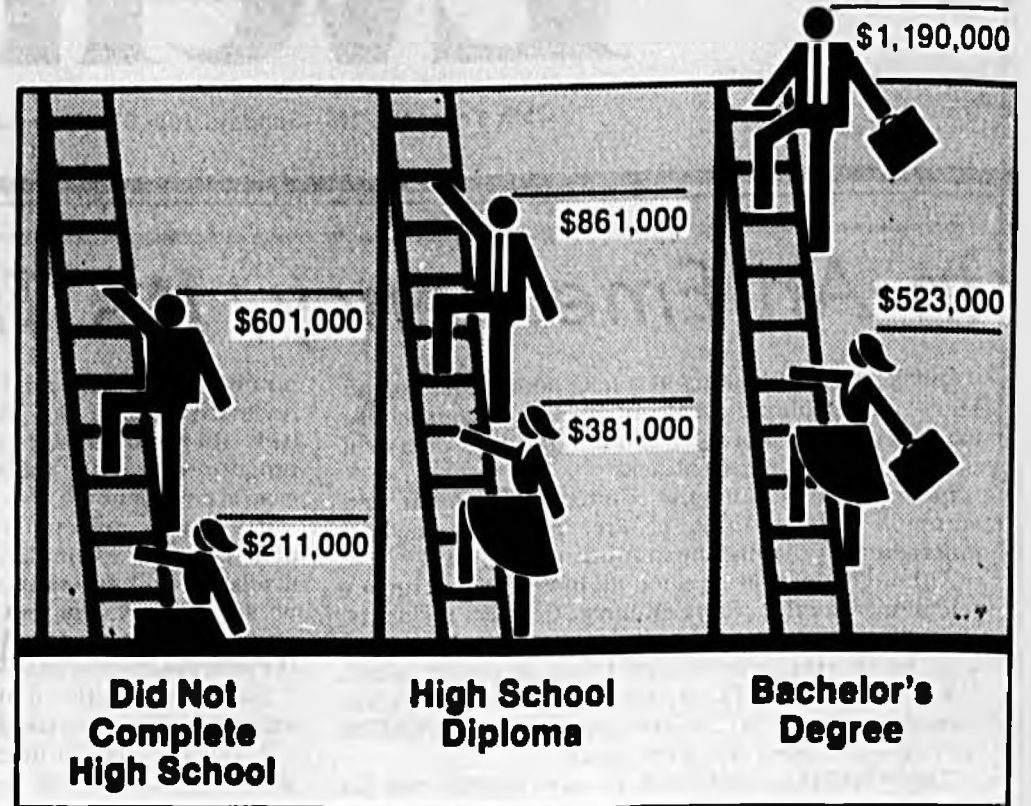 $1,190,000
$861,000
$601,000
$523,000
$381,000
$211,000
Did Not
Complete
High School
High School
Diploma
Bachelor's
Degree